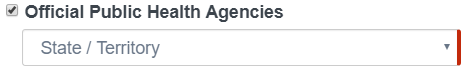 Official Public Health Agencies
State / Territory